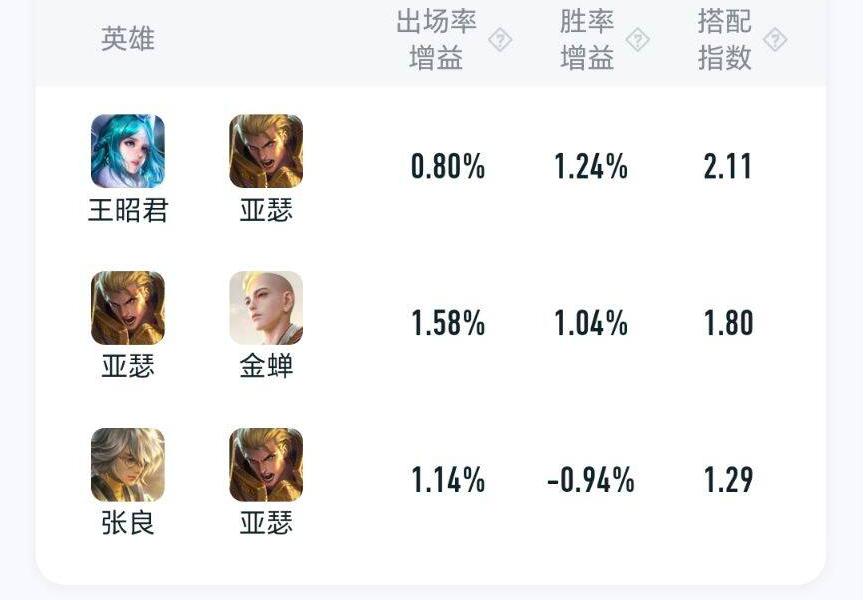 英雄 出场率增益 ? 胜率增益 ? 搭配指数 ?
王昭君 亚瑟 0.80% 1.24% 2.11
亚瑟 金蝉 1.58% 1.04% 1.80
张良 亚瑟 1.14% -0.94% 1.29